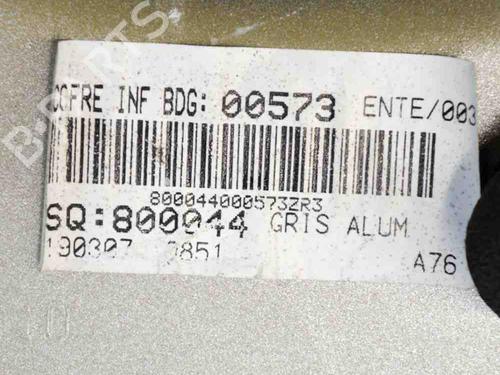 COFRE INF BDG: 00573 ENTE/003
800044000573ZR3
SQ:800044 GRIS ALUM
190307 0851 A76
B-PARTS